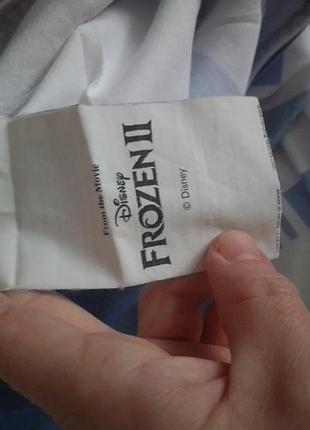 From the Movie
Disney
FROZEN II
© Disney